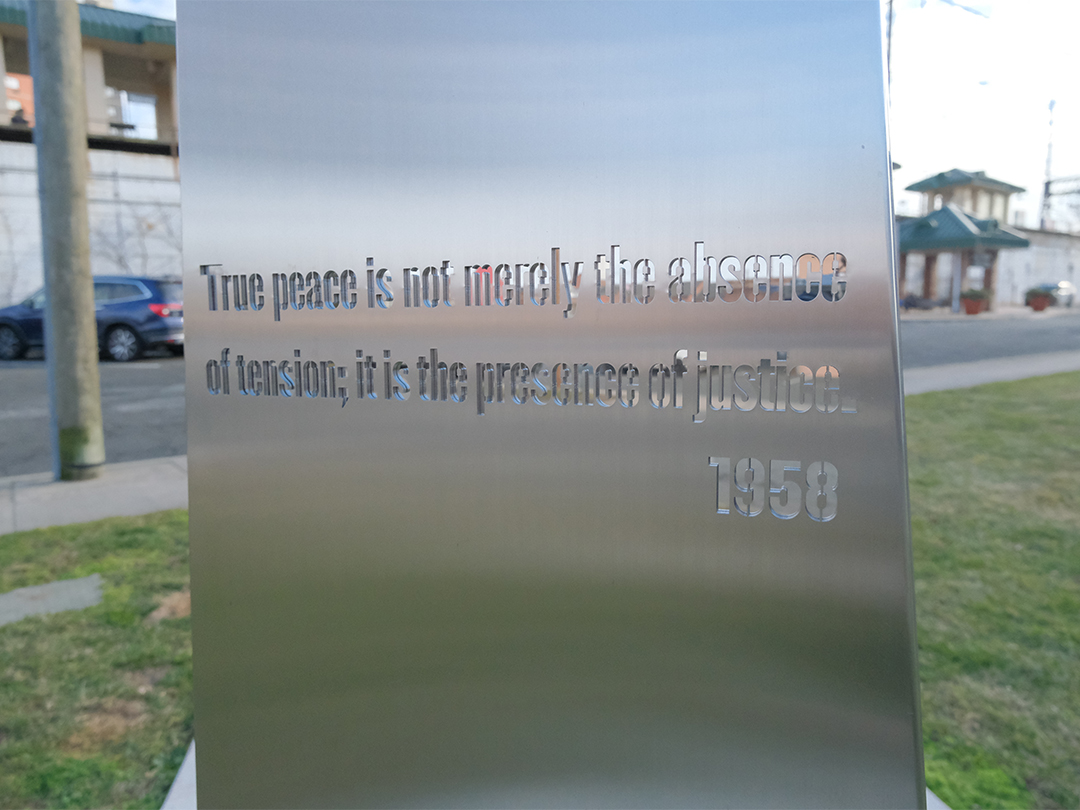 True peace is not merely the absence
of tension; it is the presence of justice.
1958